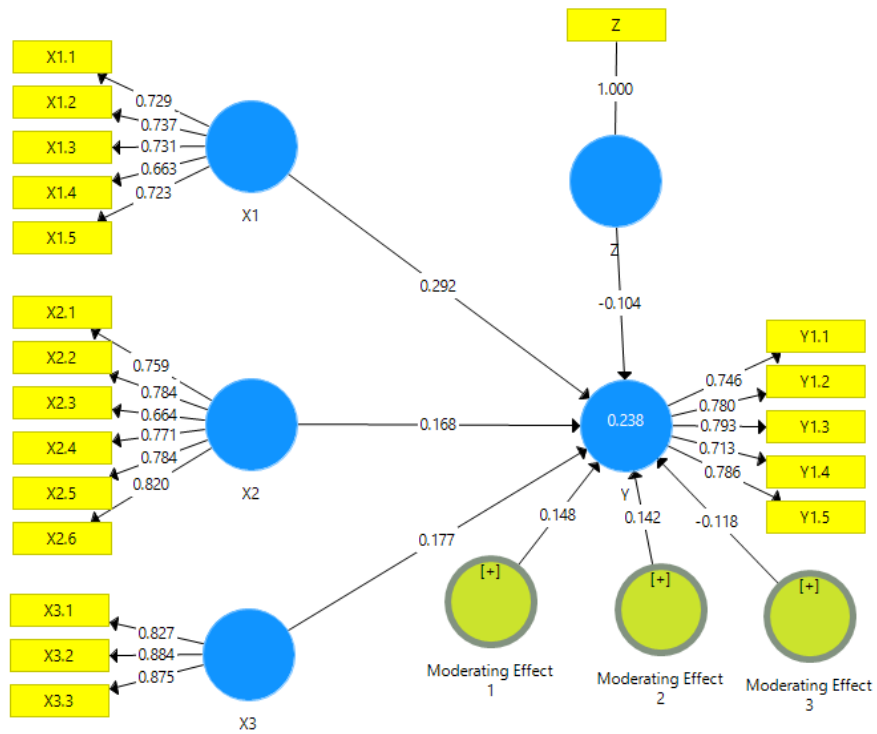 Z
1.000
Z
-0.104
X1.1
X1.2
X1.3
X1.4
X1.5
0.729
0.737
0.731
0.663
0.723
X1
0.292
X2.1
X2.2
X2.3
X2.4
X2.5
X2.6
0.759
0.784
0.664
0.771
0.784
0.820
X2
0.168
X3.1
X3.2
X3.3
0.827
0.884
0.875
X3
0.177
0.238
Y
0.746
0.780
0.793
0.713
0.786
Y1.1
Y1.2
Y1.3
Y1.4
Y1.5
0.148
0.142
-0.118
[+]
Moderating Effect
1
[+]
Moderating Effect
2
[+]
Moderating Effect
3